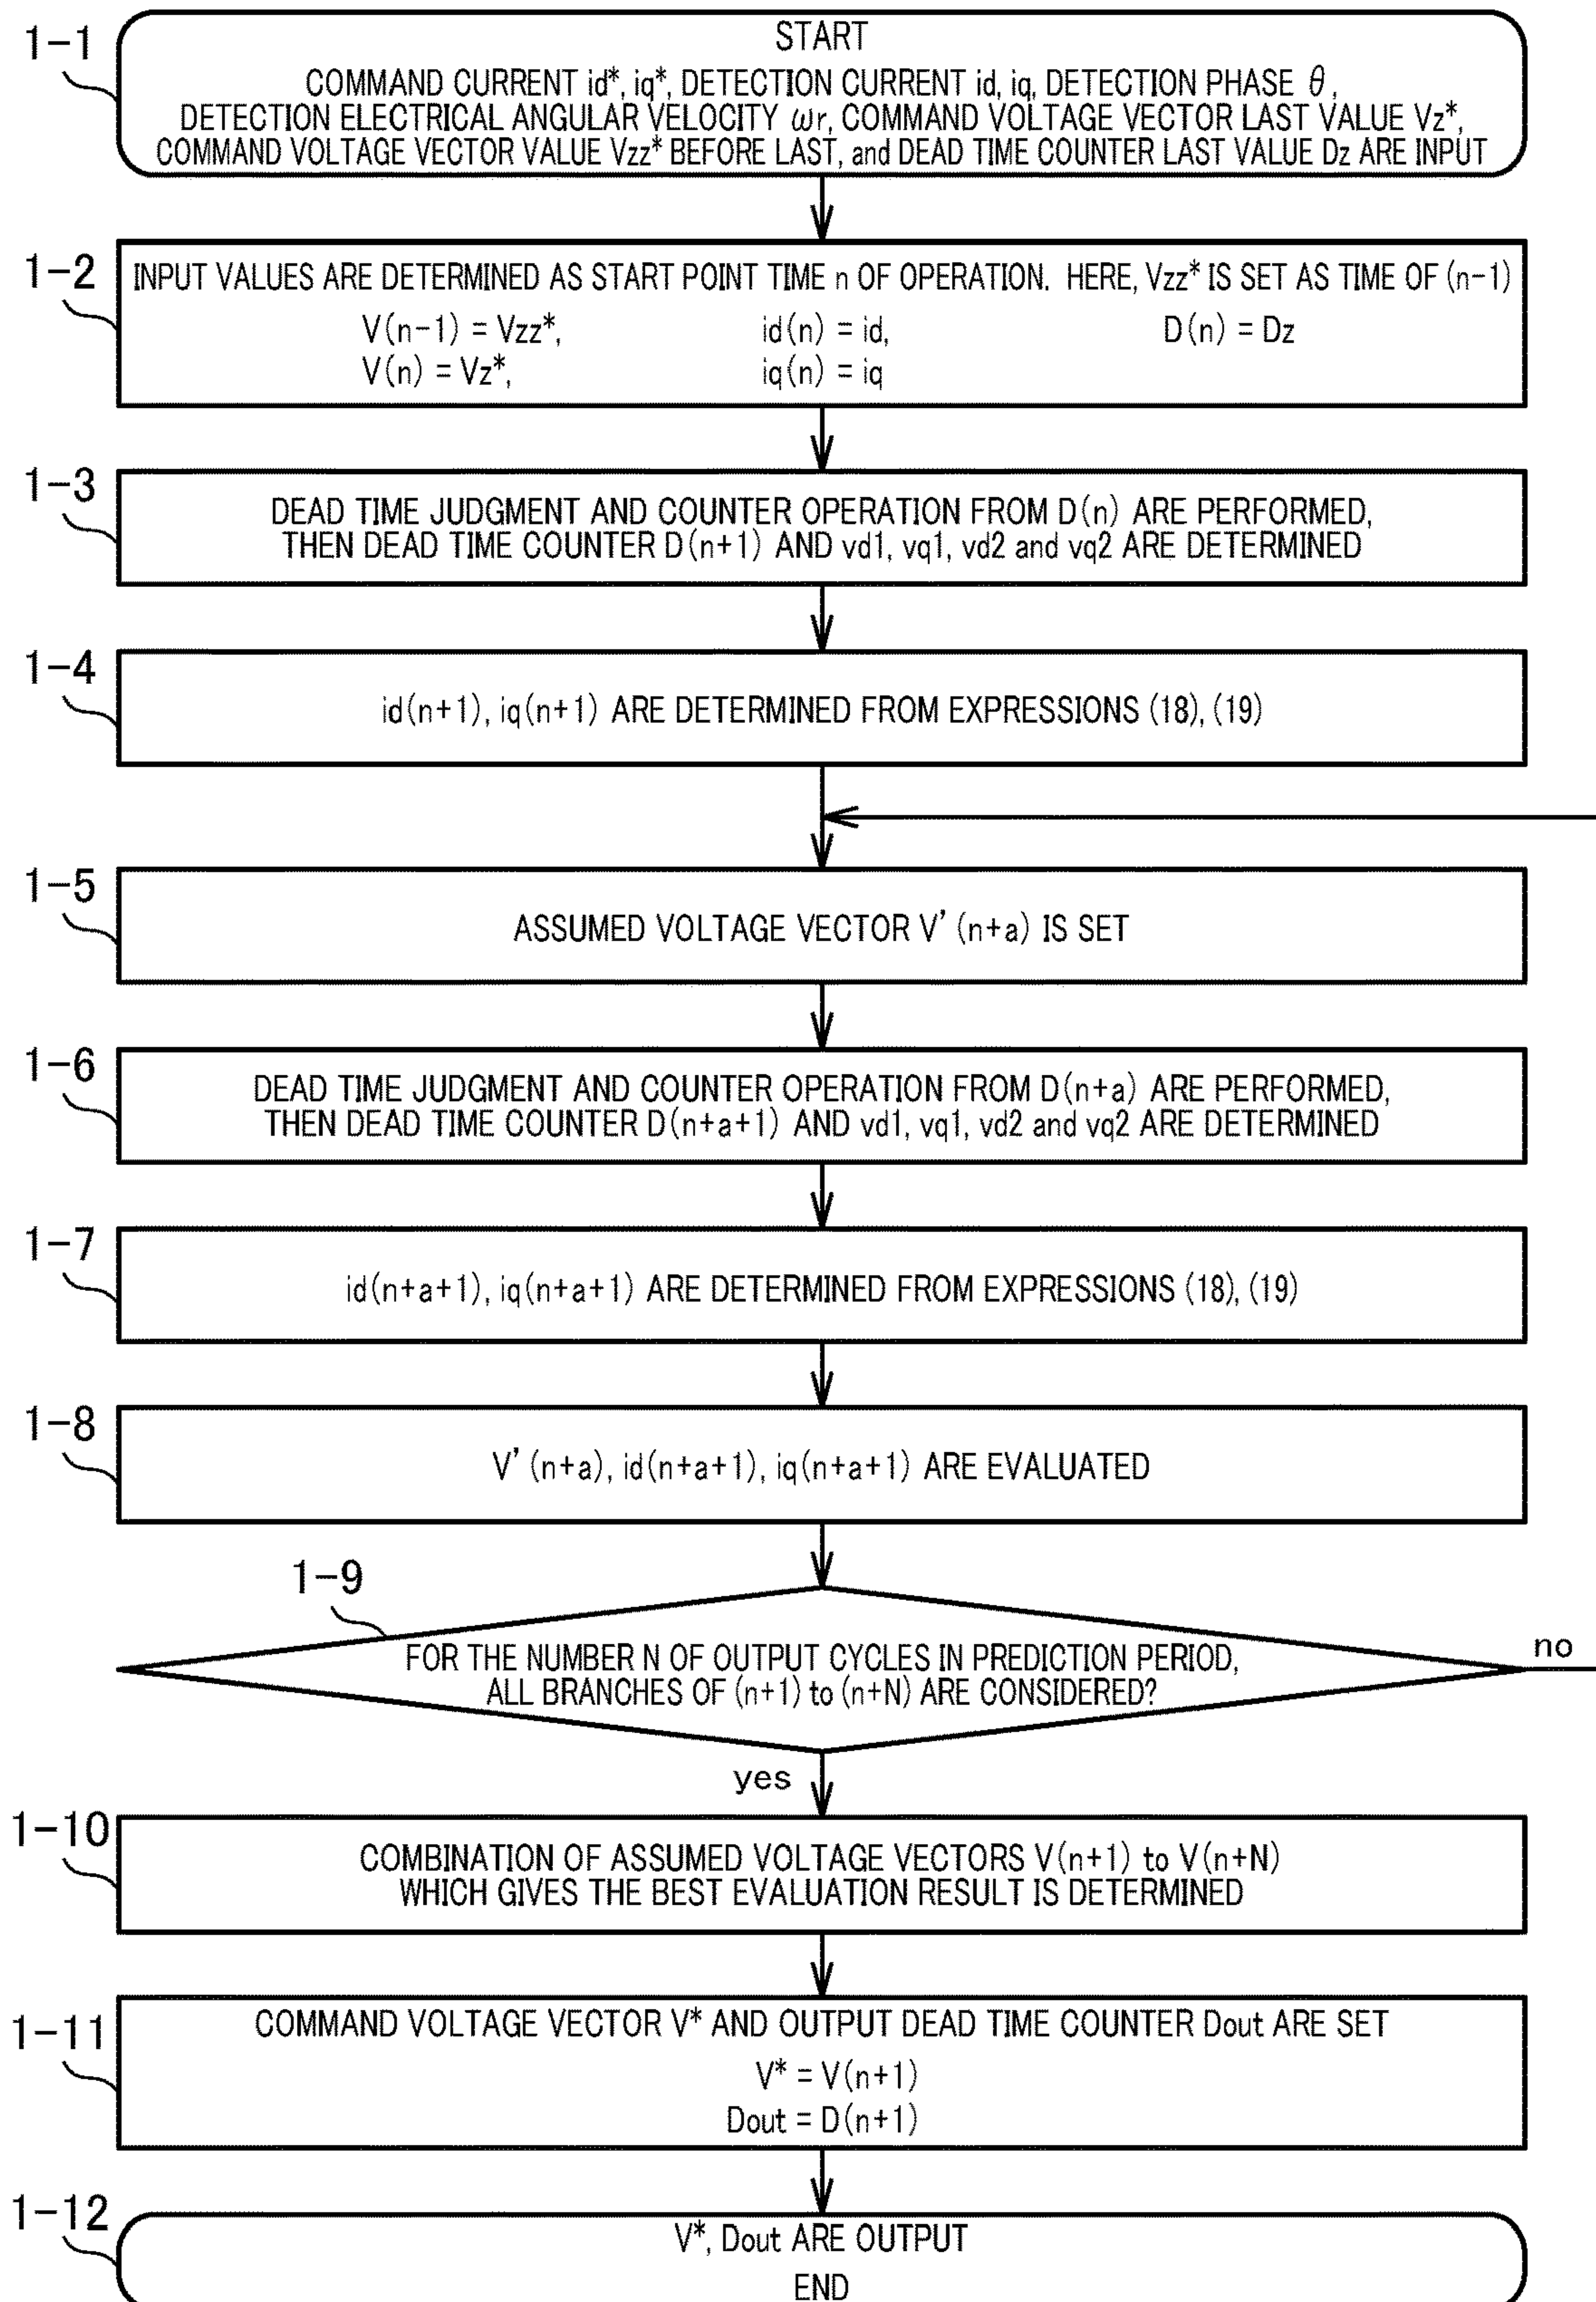 1-1
START
COMMAND CURRENT id*, iq*, DETECTION CURRENT id, iq, DETECTION PHASE θ,
DETECTION ELECTRICAL ANGULAR VELOCITY ωr, COMMAND VOLTAGE VECTOR LAST VALUE Vz*,
COMMAND VOLTAGE VECTOR VALUE Vzz* BEFORE LAST, and DEAD TIME COUNTER LAST VALUE Dz ARE INPUT
1-2
INPUT VALUES ARE DETERMINED AS START POINT TIME n OF OPERATION. HERE, Vzz* IS SET AS TIME OF (n-1)
V(n-1) = Vzz*, id(n) = id, D(n) = Dz
V(n) = Vz*, iq(n) = iq
1-3
DEAD TIME JUDGMENT AND COUNTER OPERATION FROM D(n) ARE PERFORMED,
THEN DEAD TIME COUNTER D(n+1) AND vd1, vq1, vd2 and vq2 ARE DETERMINED
1-4
id(n+1), iq(n+1) ARE DETERMINED FROM EXPRESSIONS (18), (19)
1-5
ASSUMED VOLTAGE VECTOR V' (n+a) IS SET
1-6
DEAD TIME JUDGMENT AND COUNTER OPERATION FROM D(n+a) ARE PERFORMED,
THEN DEAD TIME COUNTER D(n+a+1) AND vd1, vq1, vd2 and vq2 ARE DETERMINED
1-7
id(n+a+1), iq(n+a+1) ARE DETERMINED FROM EXPRESSIONS (18), (19)
1-8
V' (n+a), id(n+a+1), iq(n+a+1) ARE EVALUATED
1-9
FOR THE NUMBER N OF OUTPUT CYCLES IN PREDICTION PERIOD,
ALL BRANCHES OF (n+1) to (n+N) ARE CONSIDERED?
no
yes
1-10
COMBINATION OF ASSUMED VOLTAGE VECTORS V(n+1) to V(n+N)
WHICH GIVES THE BEST EVALUATION RESULT IS DETERMINED
1-11
COMMAND VOLTAGE VECTOR V* AND OUTPUT DEAD TIME COUNTER Dout ARE SET
V* = V(n+1)
Dout = D(n+1)
1-12
V*, Dout ARE OUTPUT
END